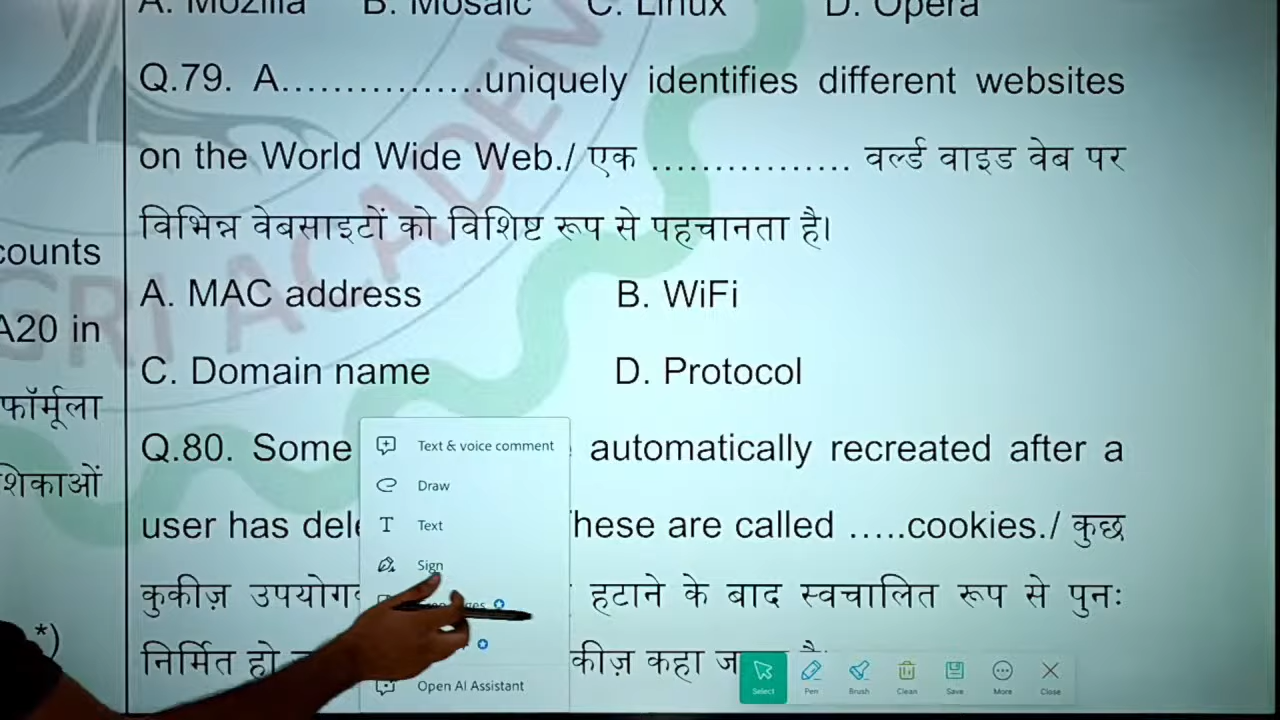 A. Mozilla B. Mosaic C. Linux D. Opera
Q.79. A................uniquely identifies different websites
on the World Wide Web./ एक ................ वर्ल्ड वाइड वेब पर
विभिन्न वेबसाइटों को विशिष्ट रूप से पहचानता है।
A. MAC address B. WiFi
C. Domain name D. Protocol
Q.80. Some automatically recreated after a
user has These are called .....cookies./ कुछ
कुकीज़ हटाने के बाद स्वचालित रूप से पुनः
निर्मित हो कहा
counts
A20 in
फॉर्मूला
*)
SRI ACADEM
Text & voice comment
Draw
Text
Sign
Open AI Assistant
Select Pen Brush Clean Save More Close